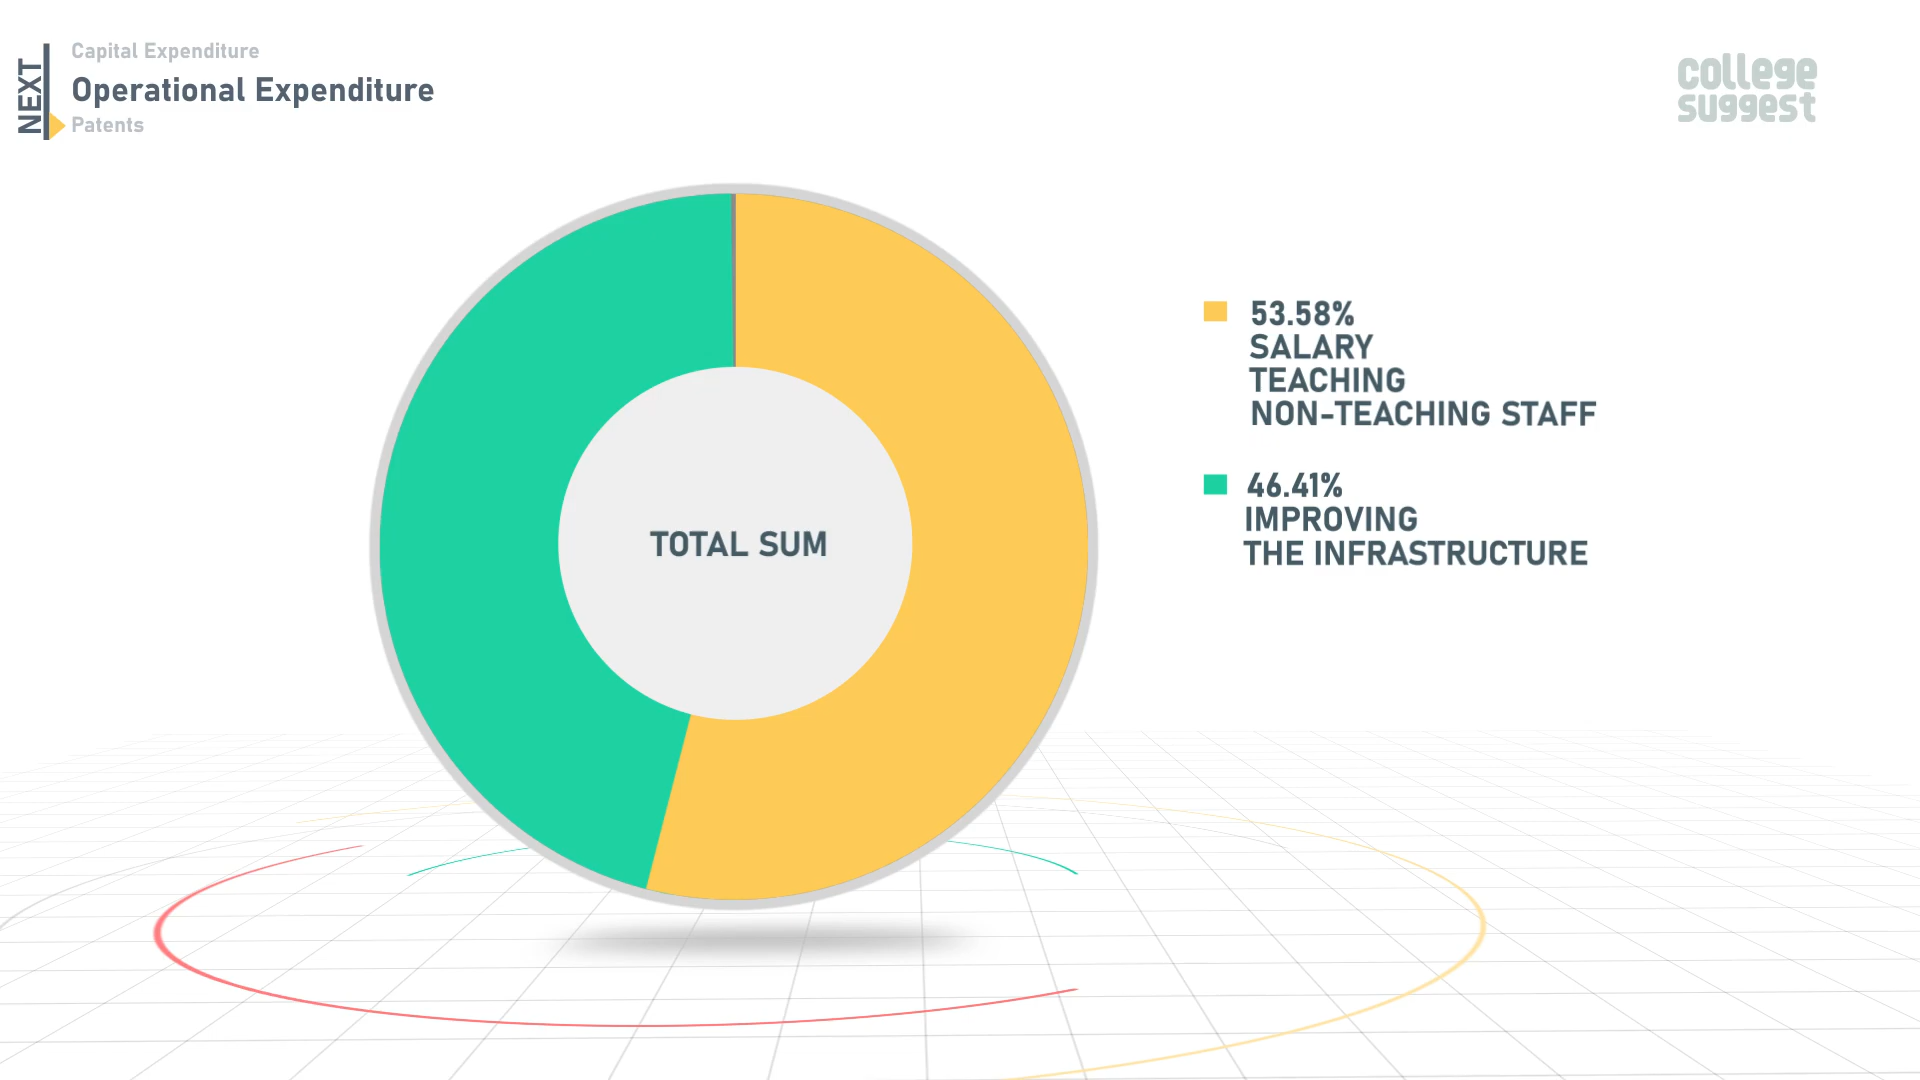 NEXT
Capital Expenditure
Operational Expenditure
Patents
college
suggest
TOTAL SUM
53.58%
SALARY
TEACHING
NON-TEACHING STAFF
46.41%
IMPROVING
THE INFRASTRUCTURE